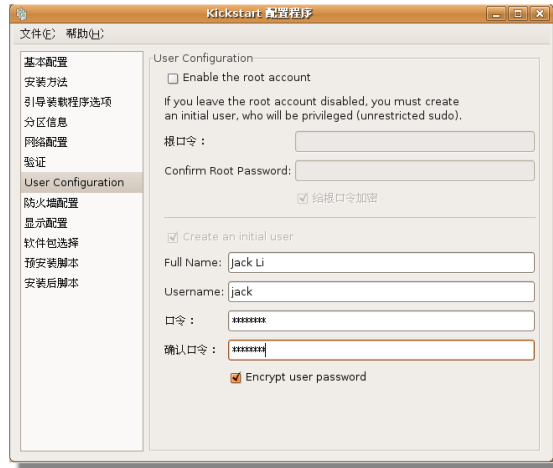 Kickstart 配置程序
文件(F) 帮助(H)
基本配置
安装方法
引导装载程序选项
分区信息
网络配置
验证
User Configuration
防火墙配置
显示配置
软件包选择
预安装脚本
安装后脚本
User Configuration
Enable the root account
If you leave the root account disabled, you must create
an initial user, who will be privileged (unrestricted sudo).
根口令：
Confirm Root Password:
给根口令加密
Create an initial user
Full Name: Jack Li
Username: jack
口令： ********
确认口令： ********
Encrypt user password